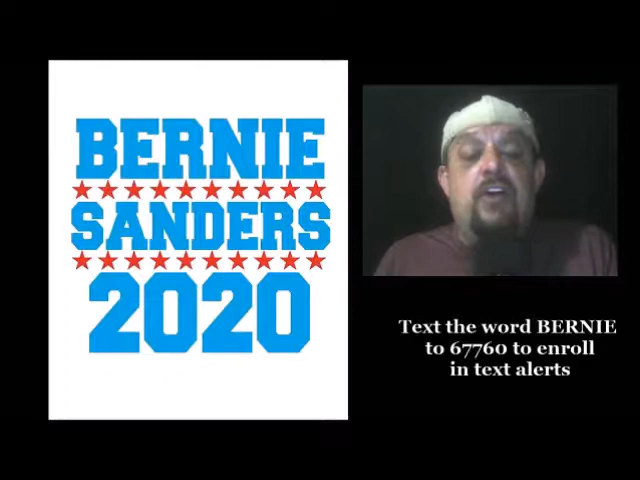 BERNIE
SANDERS
2020
Text the word BERNIE
to 67760 to enroll
in text alerts